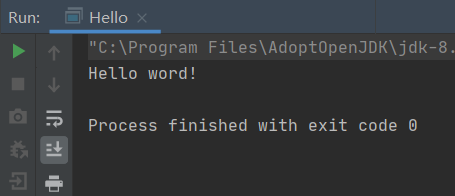 Run: Hello
"C:\Program Files\AdoptOpenJDK\jdk-8.
Hello word!
Process finished with exit code 0